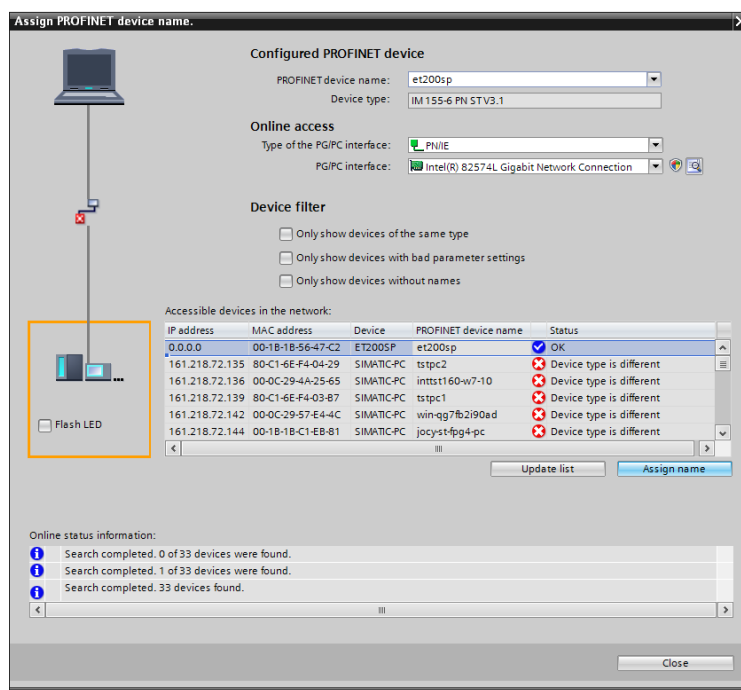 Assign PROFINET device name.
Configured PROFINET device
PROFINET device name: et200sp
Device type: IM 155-6 PN ST V3.1
Online access
Type of the PG/PC interface: PN/IE
PG/PC interface: Intel(R) 82574L Gigabit Network Connection
Device filter
Only show devices of the same type
Only show devices with bad parameter settings
Only show devices without names
Accessible devices in the network:
IP address MAC address Device PROFINET device name Status
0.0.0.0 00-1B-1B-56-47-C2 ET200SP et200sp OK
161.218.72.135 80-C1-6E-F4-04-29 SIMATIC-PC tstpc2 Device type is different
161.218.72.136 00-0C-29-4A-25-65 SIMATIC-PC inttst160-w7-10 Device type is different
161.218.72.139 80-C1-6E-F4-03-B7 SIMATIC-PC tstpc1 Device type is different
161.218.72.142 00-0C-29-57-E4-4C SIMATIC-PC win-qg7fb2i90ad Device type is different
161.218.72.144 00-1B-1B-C1-EB-81 SIMATIC-PC jocy-st-fpg4-pc Device type is different
Flash LED
Update list Assign name
Online status information:
Search completed. 0 of 33 devices were found.
Search completed. 1 of 33 devices were found.
Search completed. 33 devices found.
Close